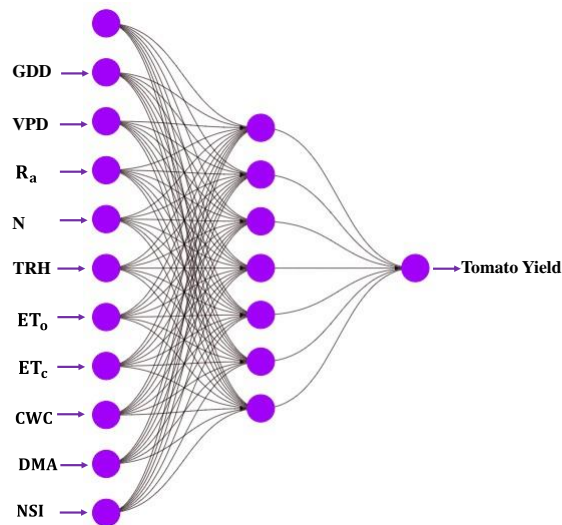 GDD
VPD
Ra
N
TRH
ETo
ETc
CWC
DMA
NSI
Tomato Yield